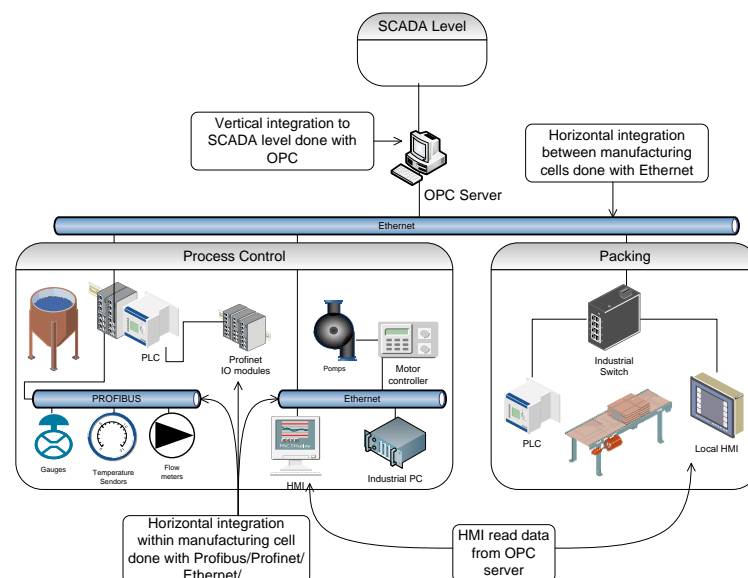 SCADA Level
Vertical integration to
SCADA level done with
OPC
Horizontal integration
between manufacturing
cells done with Ethernet
OPC Server
Ethernet
Process Control
Packing
PLC
Profinet
IO modules
Pomps
Motor
controller
Industrial
Switch
PROFIBUS
Ethernet
PLC
Local HMI
Gauges
Temperature
Sendors
Flow
meters
HMI
Industrial PC
Horizontal integration
within manufacturing cell
done with Profibus/Profinet/
Ethernet/
HMI read data
from OPC
server